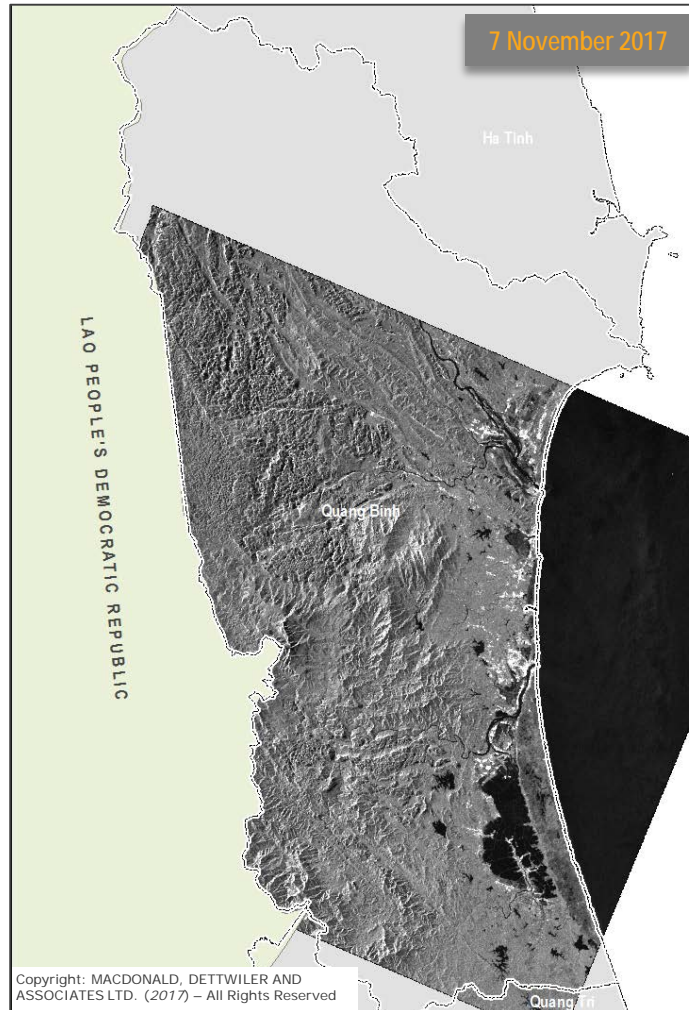 7 November 2017
Ha Tinh
LAO PEOPLE'S DEMOCRATIC REPUBLIC
Quang Binh
Quang Tri
Copyright: MACDONALD, DETTWILER AND
ASSOCIATES LTD. (2017) – All Rights Reserved